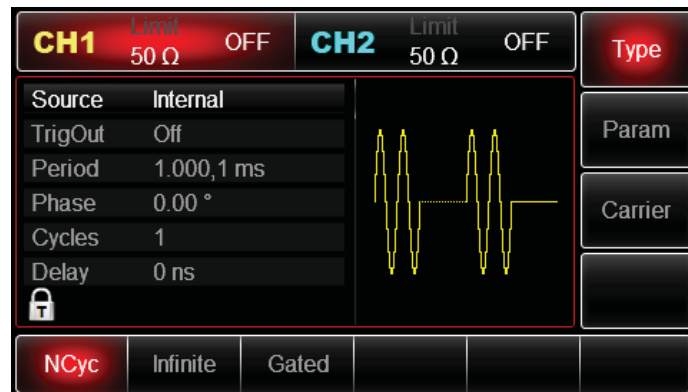 CH1 Limit 50 Ω OFF
CH2 Limit 50 Ω OFF
Type
Source Internal
TrigOut Off
Period 1.000,1 ms
Phase 0.00 °
Cycles 1
Delay 0 ns
T
Param
Carrier
NCyc Infinite Gated